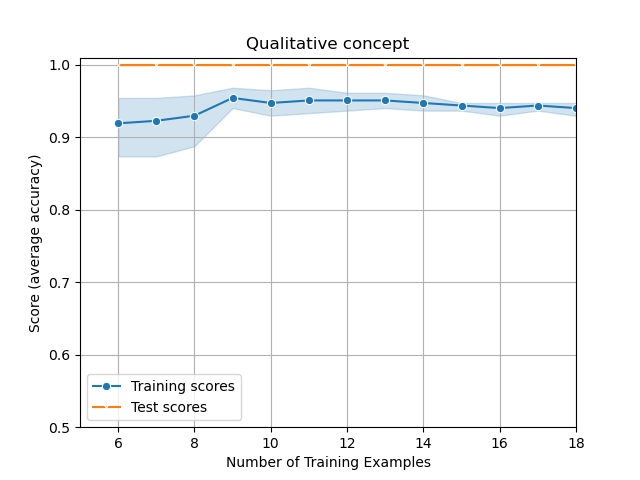 Qualitative concept
Score (average accuracy)
1.0
0.9
0.8
0.7
0.6
0.5
Training scores
Test scores
6 8 10 12 14 16 18
Number of Training Examples